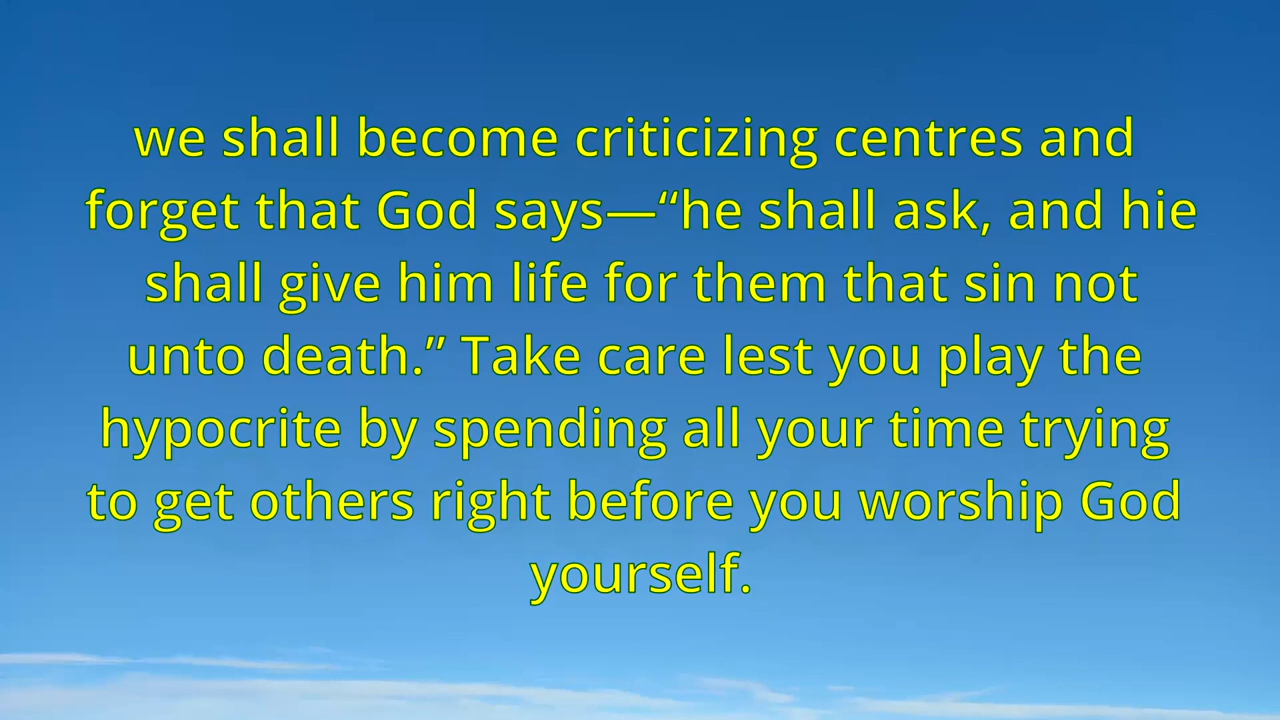 we shall become criticizing centres and
forget that God says—“he shall ask, and hie
shall give him life for them that sin not
unto death.” Take care lest you play the
hypocrite by spending all your time trying
to get others right before you worship God
yourself.